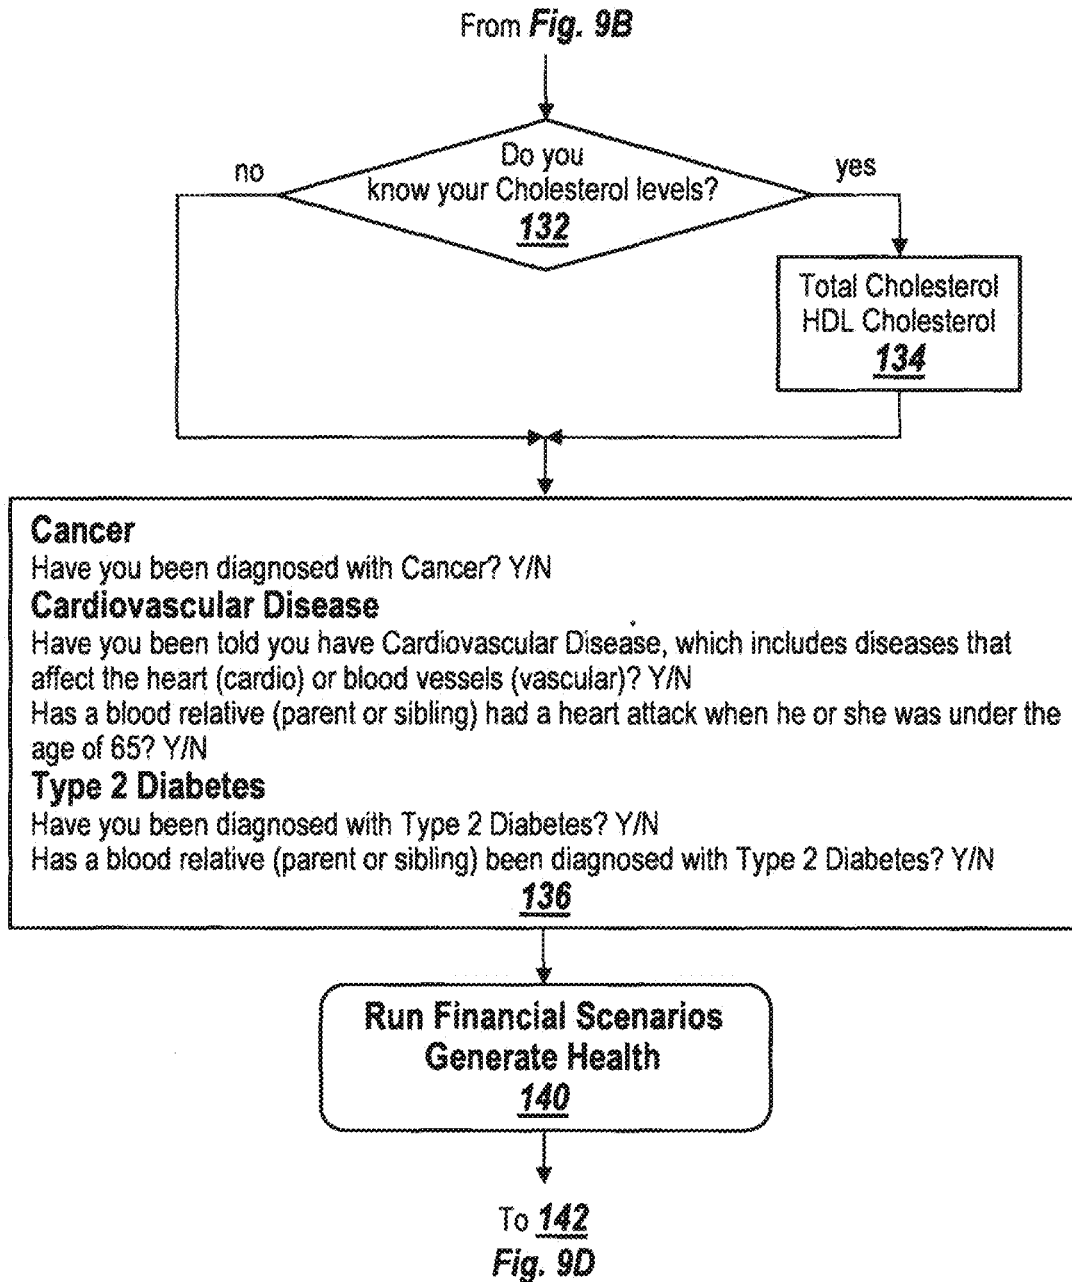 From Fig. 9B
Do you
know your Cholesterol levels?
132
no
yes
Total Cholesterol
HDL Cholesterol
134
Cancer
Have you been diagnosed with Cancer? Y/N
Cardiovascular Disease
Have you been told you have Cardiovascular Disease, which includes diseases that
affect the heart (cardio) or blood vessels (vascular)? Y/N
Has a blood relative (parent or sibling) had a heart attack when he or she was under the
age of 65? Y/N
Type 2 Diabetes
Have you been diagnosed with Type 2 Diabetes? Y/N
Has a blood relative (parent or sibling) been diagnosed with Type 2 Diabetes? Y/N
136
Run Financial Scenarios
Generate Health
140
To 142
Fig. 9D